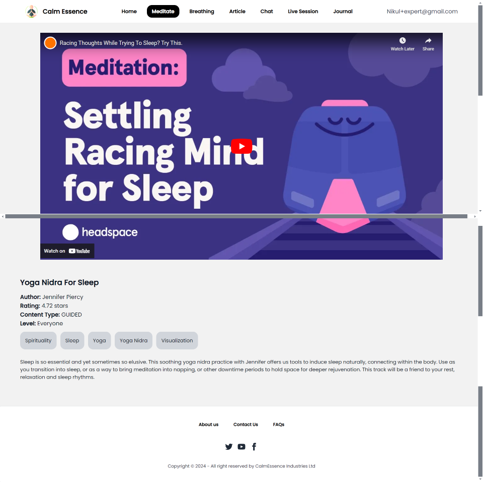 Calm Essence
Home Meditate Breathing Article Chat Live Session Journal
Nikul+expert@gmail.com
Racing Thoughts While Trying To Sleep? Try This.
Watch Later
Share
Meditation:
Settling
Racing Mind
for Sleep
headspace
Watch on YouTube
Yoga Nidra For Sleep
Author: Jennifer Piercy
Rating: 4.72 stars
Content Type: GUIDED
Level: Everyone
Spirituality Sleep Yoga Yoga Nidra Visualization
Sleep is so essential and yet sometimes so elusive. This soothing yoga nidra practice with Jennifer offers us tools to induce sleep naturally, connecting within the body. Use as
you transition into sleep, or as a way to bring meditation into napping, or other downtime periods to hold space for deeper rejuvenation. This track will be a friend to your rest,
relaxation and sleep rhythms.
About us Contact Us FAQs
Copyright © 2024 - All right reserved by CalmEssence Industries Ltd